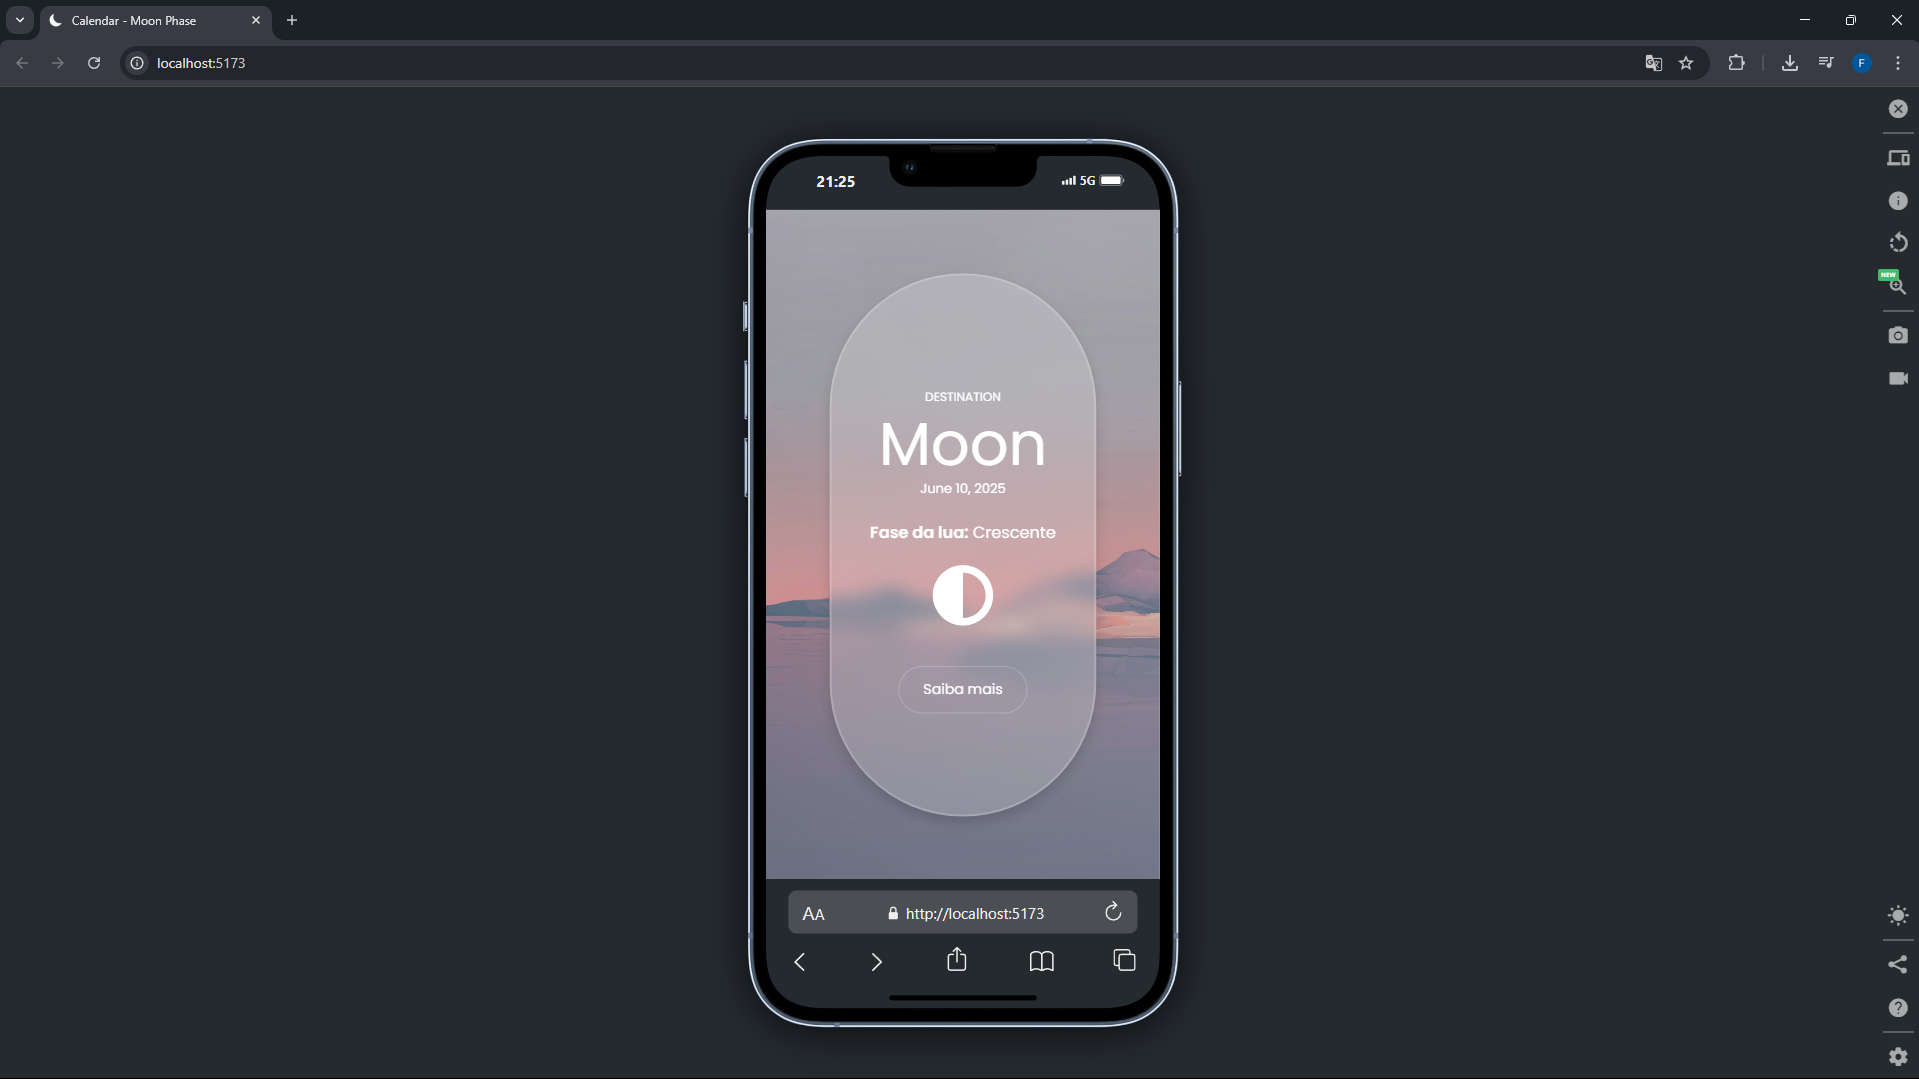 Calendar - Moon Phase
localhost:5173
F
NEW
21:25
5G
DESTINATION
Moon
June 10, 2025
Fase da lua: Crescente
Saiba mais
AA
http://localhost:5173